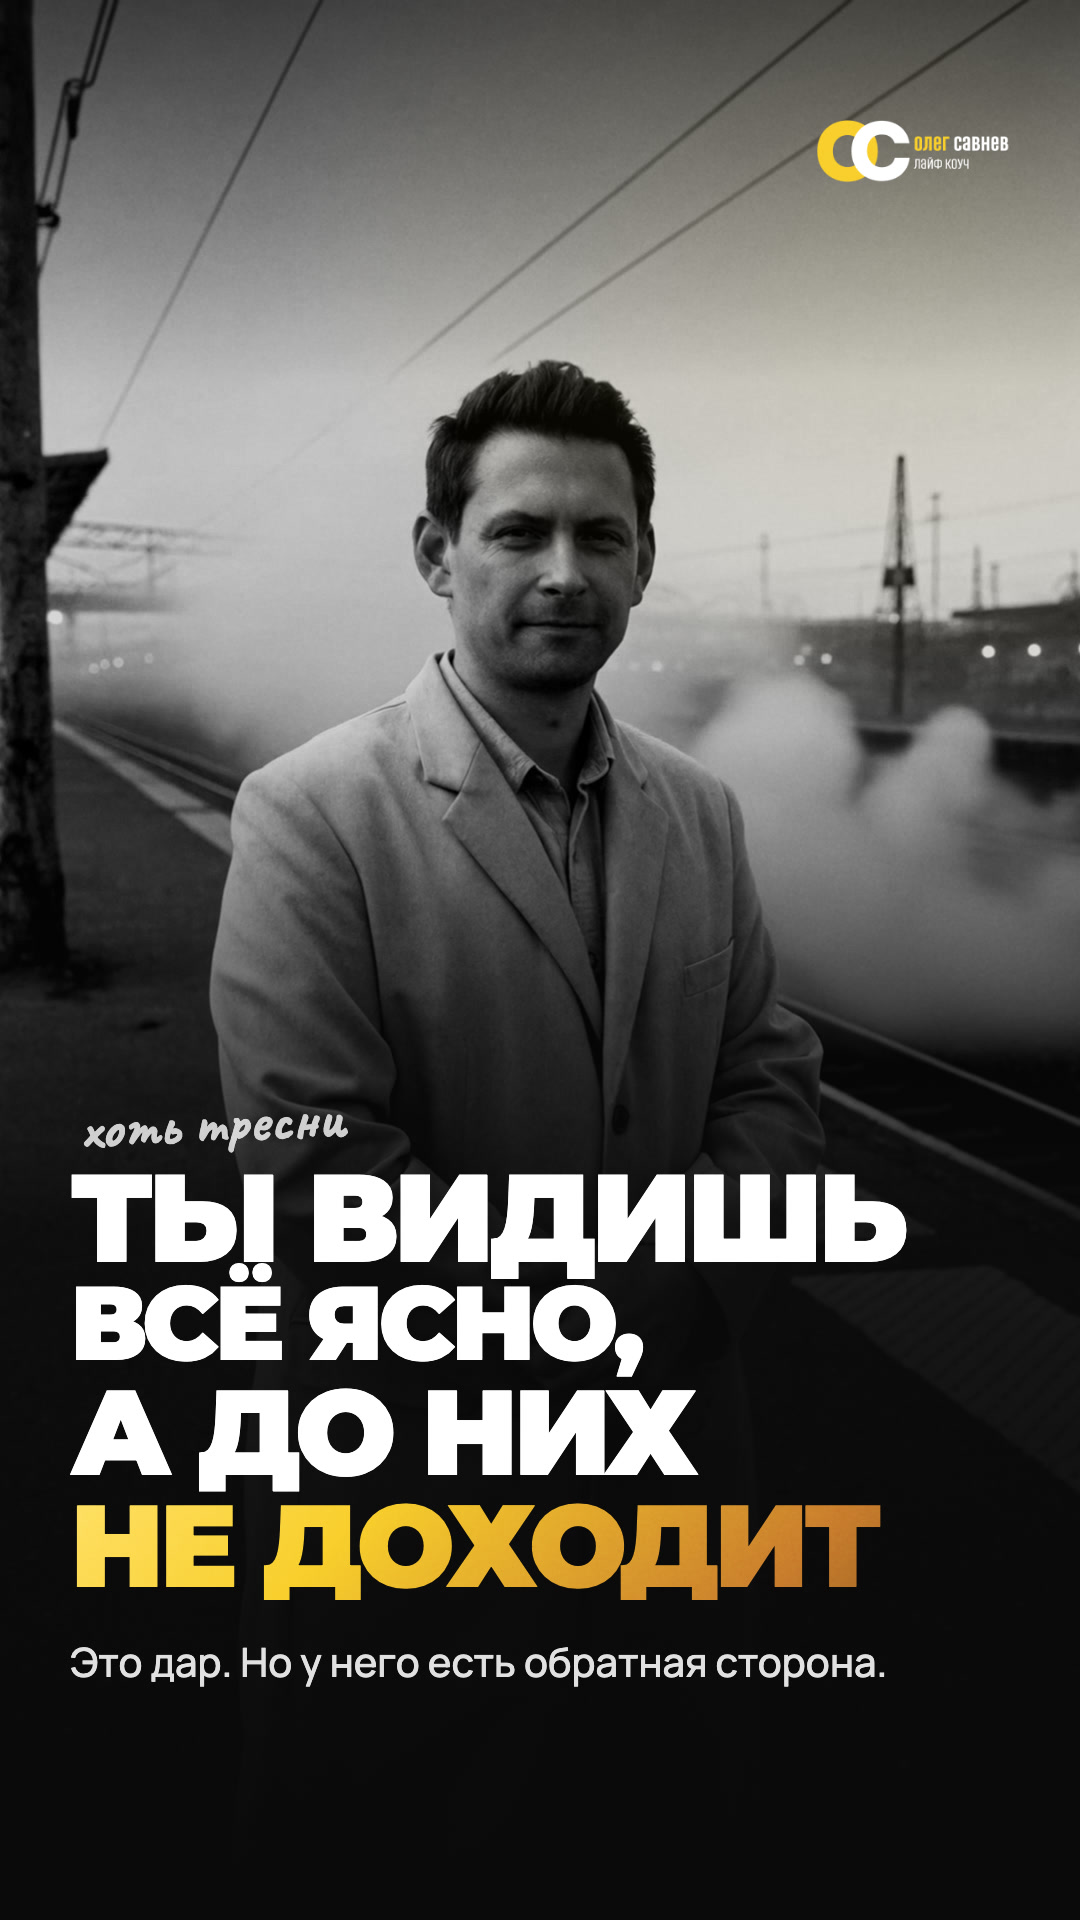 ОС олег савнев
лайф коуч
хоть тресни
ТЫ ВИДИШЬ
ВСЁ ЯСНО,
А ДО НИХ
НЕ ДОХОДИТ
Это дар. Но у него есть обратная сторона.